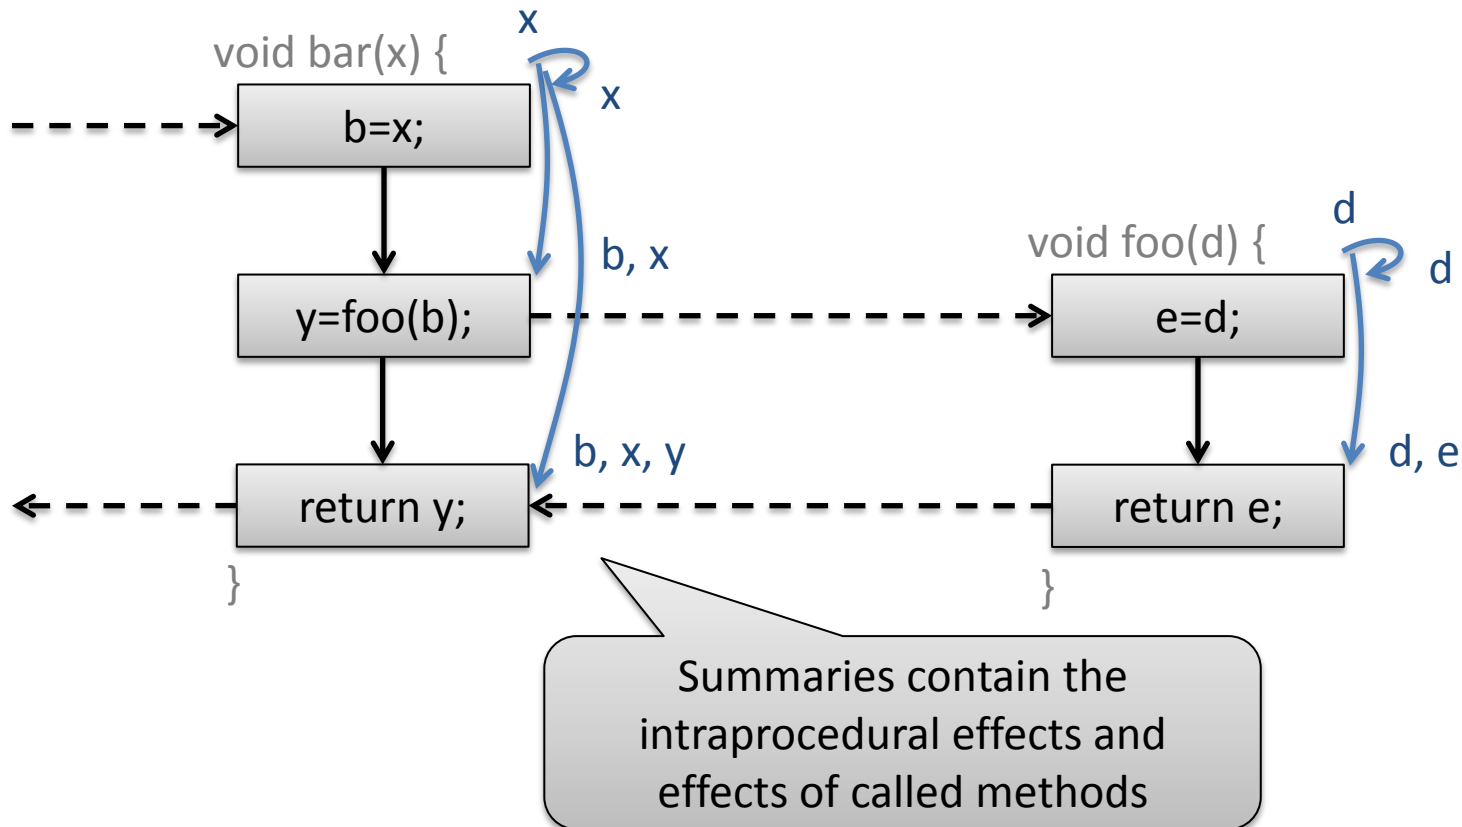 x
void bar(x) {
x
b=x;
d
void foo(d) {
b, x
d
y=foo(b);
e=d;
b, x, y
d, e
return y;
return e;
}
}
Summaries contain the
intraprocedural effects and
effects of called methods